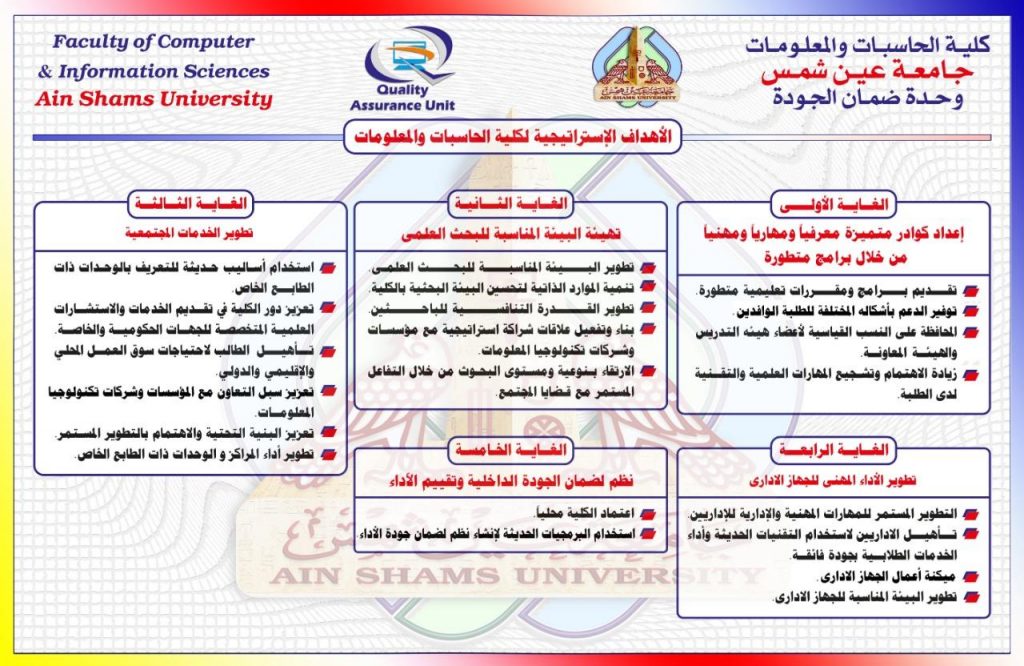 كلية الحاسبات والمعلومات
جامعة عين شمس
وحدة ضمان الجودة
AIN SHAMS UNIVERSITY
Quality
Assurance Unit
Faculty of Computer
& Information Sciences
Ain Shams University
الأهداف الإستراتيجية لكلية الحاسبات والمعلومات
الغاية الأولى
إعداد كوادر متميزة معرفياً ومهارياً ومهنياً
من خلال برامج متطورة
تقديم برامج ومقررات تعليمية متطورة.
توفير الدعم بأشكاله المختلفة للطلبة الوافدين.
المحافظة على النسب القياسية لأعضاء هيئه التدريس
والهيئة المعاونة.
زيادة الاهتمام وتشجيع المهارات العلمية والتقنية
لدى الطلبة.
الغاية الثانية
تهيئة البيئة المناسبة للبحث العلمى
تطوير البيئة المناسبة للبحث العلمى
تنمية الموارد الذاتية لتحسين البيئة البحثية بالكلية.
تطوير القدرة التنافسية للباحثين.
بناء وتفعيل علاقات شراكة استراتيجية مع مؤسسات
وشركات تكنولوجيا المعلومات.
الارتقاء بنوعية ومستوى البحوث من خلال التفاعل
المستمر مع قضايا المجتمع.
الغاية الثالثة
تطوير الخدمات المجتمعية
استخدام أساليب حديثة للتعريف بالوحدات ذات
الطابع الخاص.
تعزيز دور الكلية في تقديم الخدمات والاستشارات
العلمية المتخصصة للجهات الحكومية والخاصة.
تأهيل الطالب لاحتياجات سوق العمل المحلي
والإقليمي والدولي.
تعزيز سبل التعاون مع المؤسسات وشركات تكنولوجيا
المعلومات.
تعزيز البنية التحتية والاهتمام بالتطوير المستمر.
تطوير أداء المراكز و الوحدات ذات الطابع الخاص.
الغاية الرابعة
تطوير الأداء المهنى للجهاز الادارى
التطوير المستمر للمهارات المهنية والإدارية للإداريين.
تأهيل الاداريين لاستخدام التقنيات الحديثة وأداء
الخدمات الطلابية بجودة فائقة.
ميكنة أعمال الجهاز الادارى.
تطوير البيئة المناسبة للجهاز الادارى.
الغاية الخامسة
نظم لضمان الجودة الداخلية وتقييم الأداء
اعتماد الكلية محلياً.
استخدام البرمجيات الحديثة لإنشاء نظم لضمان جودة الأداء
AIN SHAMS UNIVERSITY